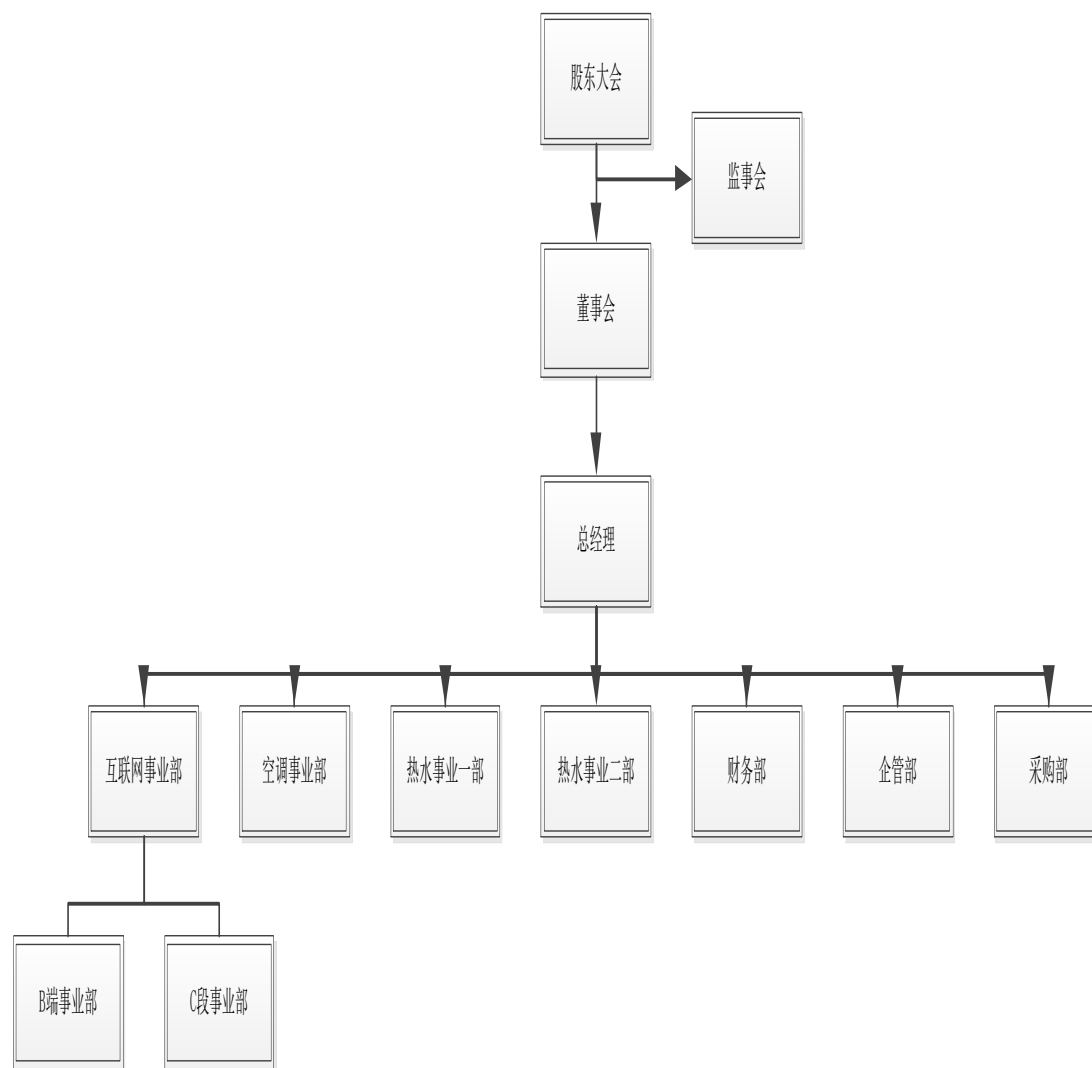 股东大会
监事会
董事会
总经理
互联网事业部
空调事业部
热水事业一部
热水事业二部
财务部
企管部
采购部
B端事业部
C段事业部